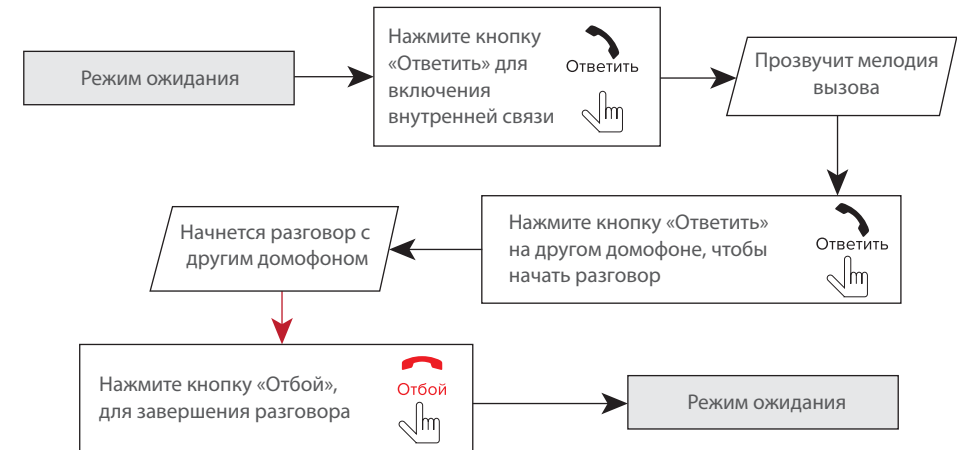 Режим ожидания
Нажмите кнопку
«Ответить» для
включения
внутренней связи
Ответить
Прозвучит мелодия
вызова
Начнется разговор с
другим домофоном
Нажмите кнопку «Ответить»
на другом домофоне, чтобы
начать разговор
Ответить
Нажмите кнопку «Отбой»,
для завершения разговора
Отбой
Режим ожидания